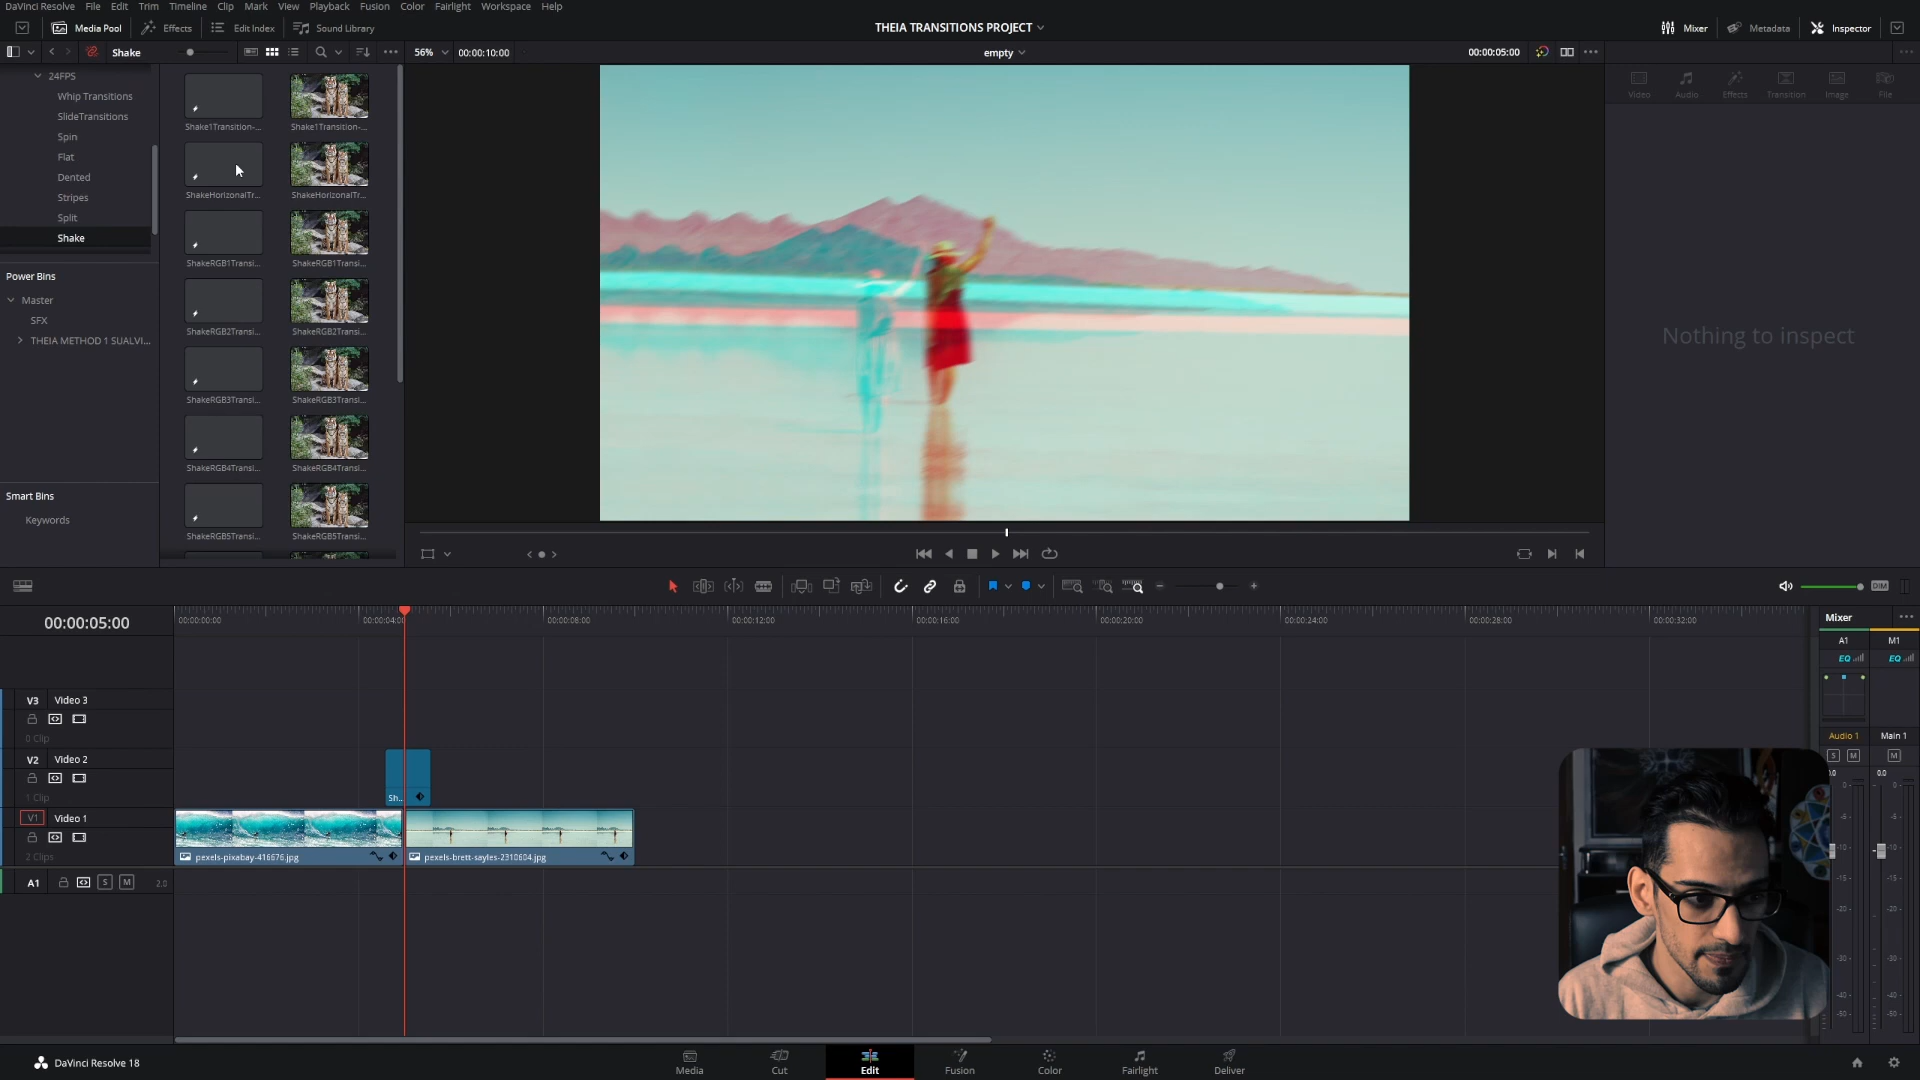 DaVinci Resolve File Edit Trim Timeline Clip Mark View Playback Fusion Color Fairlight Workspace Help
Media Pool Effects Edit Index Sound Library THEIA TRANSITIONS PROJECT Mixer Metadata Inspector
Shake 56% 00:00:10:00 empty 00:00:05:00
24FPS
Whip Transitions
SlideTransitions
Spin
Flat
Dented
Stripes
Split
Shake
Power Bins
Master
SFX
THEIA METHOD 1 SUALVI...
Smart Bins
Keywords
Shake1Transition-... Shake1Transition-...
ShakeHorizonalTr... ShakeHorizonalTr...
ShakeRGB1Transi... ShakeRGB1Transi...
ShakeRGB2Transi... ShakeRGB2Transi...
ShakeRGB3Transi... ShakeRGB3Transi...
ShakeRGB4Transi... ShakeRGB4Transi...
ShakeRGB5Transi... ShakeRGB5Transi...
Video Audio Effects Transition Image File
Nothing to inspect
DIM
00:00:05:00
00:00:00:00 00:00:04:0 00:00:08:00 00:00:12:00 00:00:16:00 00:00:20:00 00:00:24:00 00:00:28:00 00:00:32:00
V3 Video 3
0 Clip
V2 Video 2
1 Clip
Sh...
V1 Video 1
2 Clips
pexels-pixabay-416676.jpg pexels-brett-sayles-2310604.jpg
A1 S M 2.0
Mixer
A1 M1
EQ EQ
Audio 1 Main 1
S M M
0.0
DaVinci Resolve 18
Media Cut Edit Fusion Color Fairlight Deliver